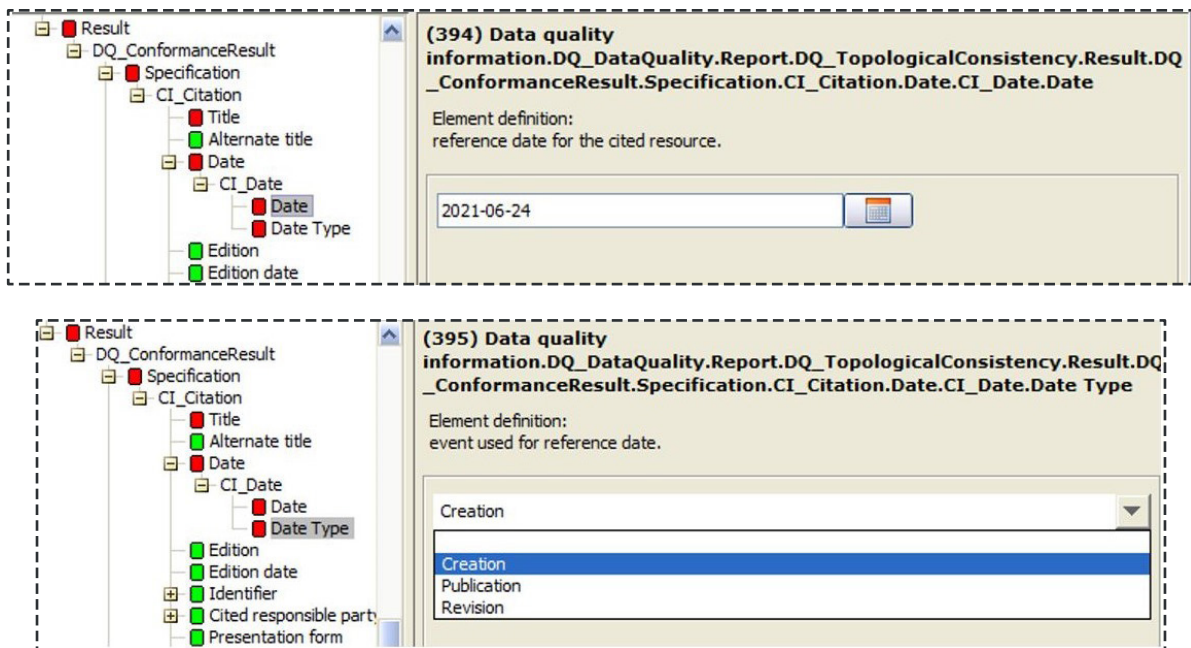 Result
DQ_ConformanceResult
Specification
CI_Citation
Title
Alternate title
Date
CI_Date
Date
Date Type
Edition
Edition date
(394) Data quality
information.DQ_DataQuality.Report.DQ_TopologicalConsistency.Result.DQ
_ConformanceResult.Specification.CI_Citation.Date.CI_Date.Date
Element definition:
reference date for the cited resource.
2021-06-24
Result
DQ_ConformanceResult
Specification
CI_Citation
Title
Alternate title
Date
CI_Date
Date
Date Type
Edition
Edition date
Identifier
Cited responsible party
Presentation form
(395) Data quality
information.DQ_DataQuality.Report.DQ_TopologicalConsistency.Result.DQ
_ConformanceResult.Specification.CI_Citation.Date.CI_Date.Date Type
Element definition:
event used for reference date.
Creation
Creation
Publication
Revision